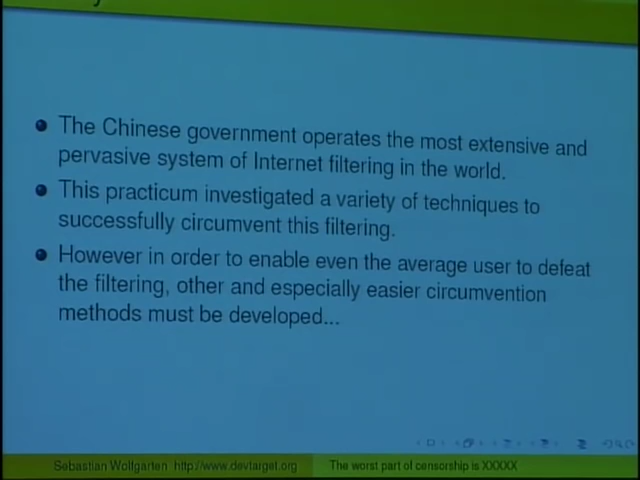 The Chinese government operates the most extensive and
pervasive system of Internet filtering in the world.
This practicum investigated a variety of techniques to
successfully circumvent this filtering.
However in order to enable even the average user to defeat
the filtering, other and especially easier circumvention
methods must be developed...
Sebastian Wolfgarten http://www.devtarget.org The worst part of censorship is XXXXX